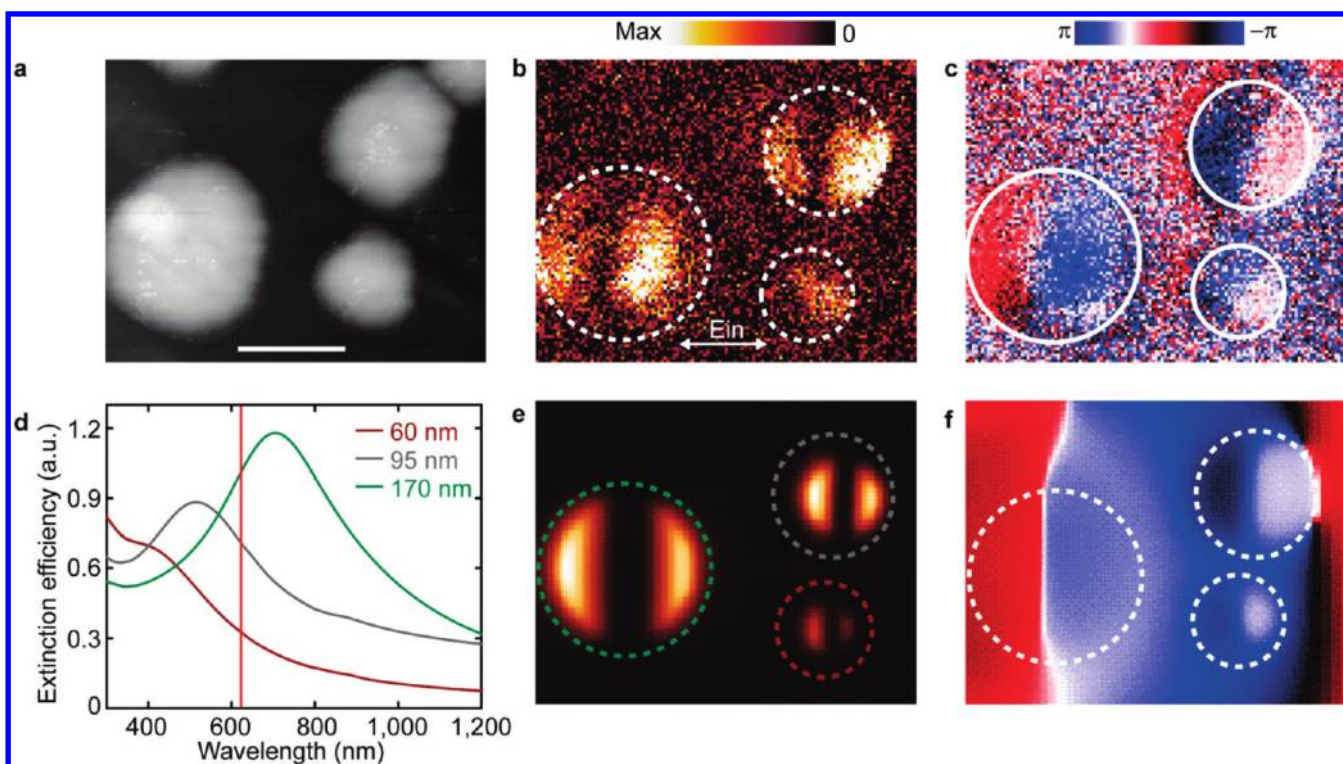 Max 0 π −π
a b c
Ein
d e f
Extinction efficiency (a.u.)
1.2
0.9
0.6
0.3
0
60 nm
95 nm
170 nm
400 600 800 1,000 1,200
Wavelength (nm)